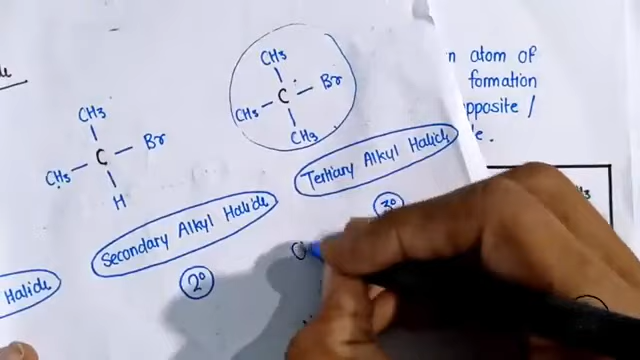 CH₃
CH₃ - C - Br
H
Secondary Alkyl Halide
2°
CH₃
CH₃ - C - Br
CH₃
Tertiary Alkyl Halide
3°
Halide
atom of
formation
opposite /